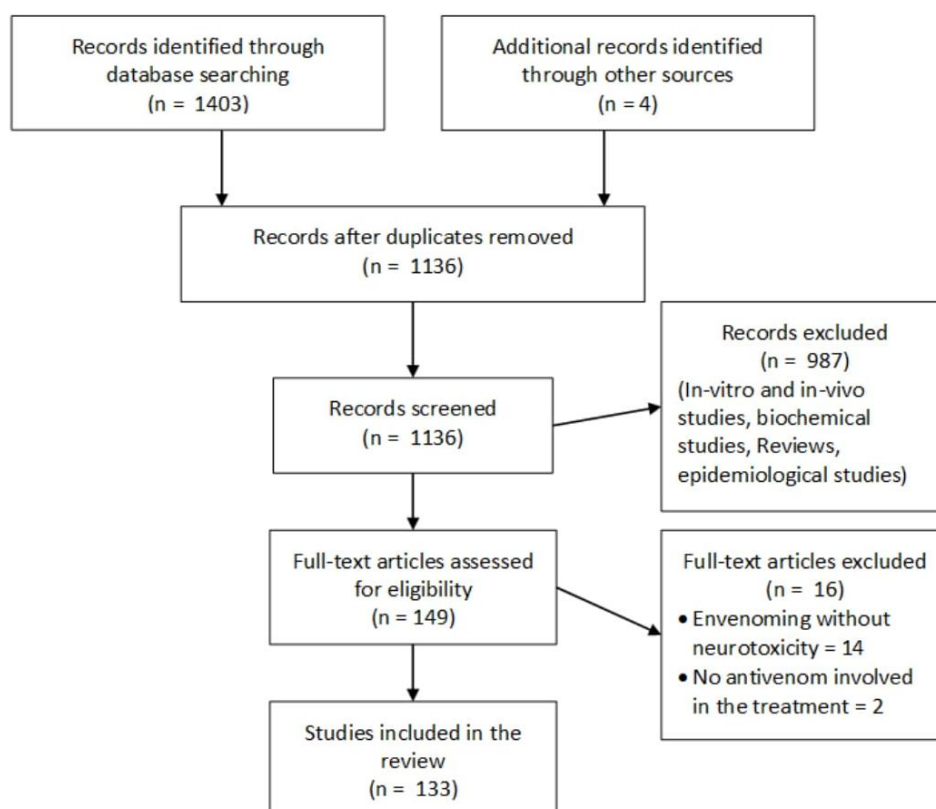 Records identified through
database searching
(n = 1403)
Additional records identified
through other sources
(n = 4)
Records after duplicates removed
(n = 1136)
Records screened
(n = 1136)
Records excluded
(n = 987)
(In-vitro and in-vivo
studies, biochemical
studies, Reviews,
epidemiological studies)
Full-text articles assessed
for eligibility
(n = 149)
Full-text articles excluded
(n = 16)
• Envenoming without
neurotoxicity = 14
• No antivenom involved
in the treatment = 2
Studies included in the
review
(n = 133)